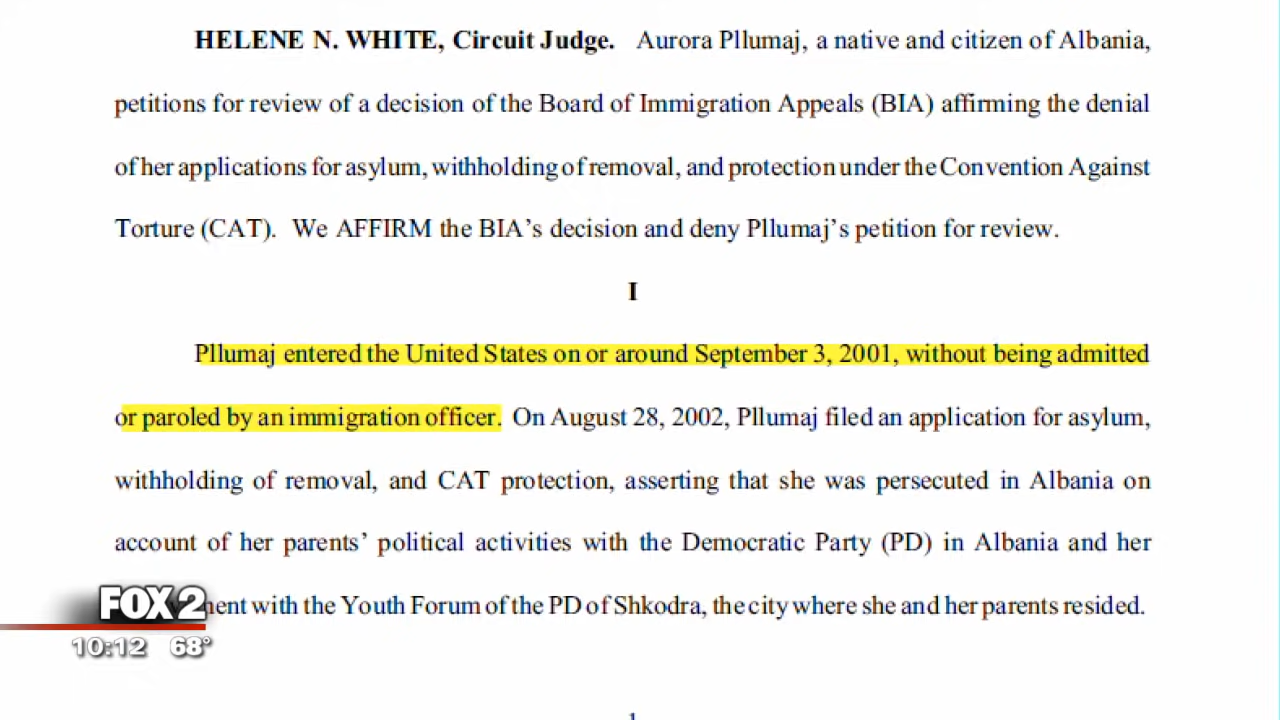 HELENE N. WHITE, Circuit Judge. Aurora Pllumaj, a native and citizen of Albania,
petitions for review of a decision of the Board of Immigration Appeals (BIA) affirming the denial
of her applications for asylum, withholding of removal, and protection under the Convention Against
Torture (CAT). We AFFIRM the BIA’s decision and deny Pllumaj’s petition for review.
I
Pllumaj entered the United States on or around September 3, 2001, without being admitted
or paroled by an immigration officer. On August 28, 2002, Pllumaj filed an application for asylum,
withholding of removal, and CAT protection, asserting that she was persecuted in Albania on
account of her parents’ political activities with the Democratic Party (PD) in Albania and her
with the Youth Forum of the PD of Shkodra, the city where she and her parents resided.
FOX 2
10:12 68°